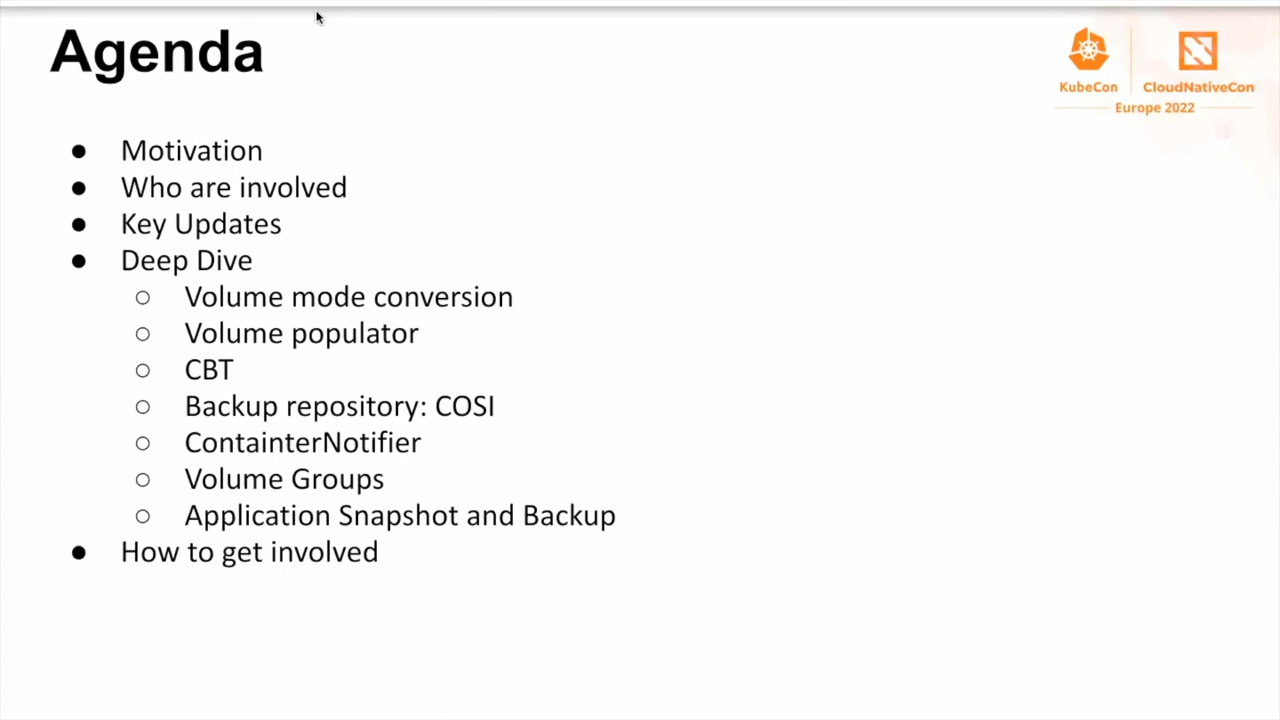 Agenda
KubeCon
CloudNativeCon
Europe 2022
● Motivation
● Who are involved
● Key Updates
● Deep Dive
○ Volume mode conversion
○ Volume populator
○ CBT
○ Backup repository: COSI
○ ContainterNotifier
○ Volume Groups
○ Application Snapshot and Backup
● How to get involved